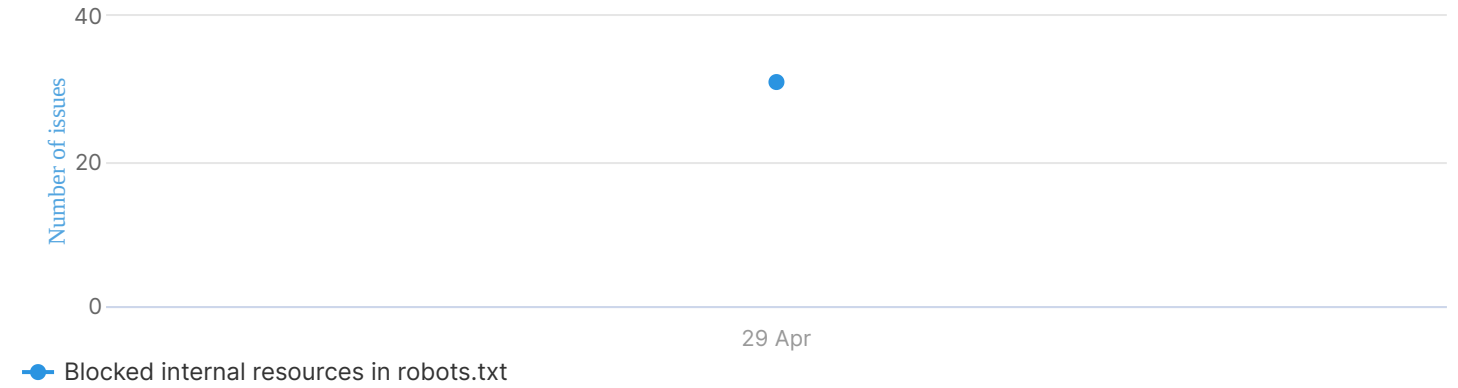 40
Number of issues
20
0
29 Apr
Blocked internal resources in robots.txt